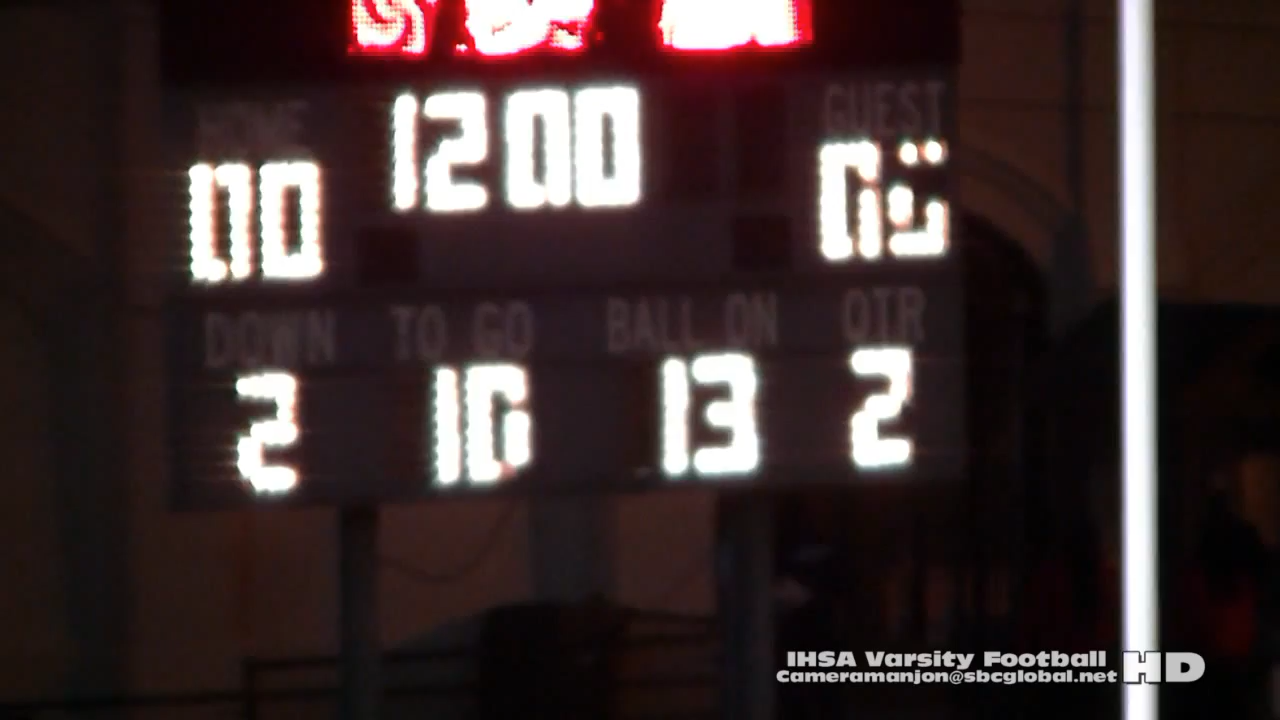 HOME 12:00 GUEST
00
DOWN TO GO BALL ON QTR
2 10 13 2
IHSA Varsity Football HD
Cameramanjon@sbcglobal.net